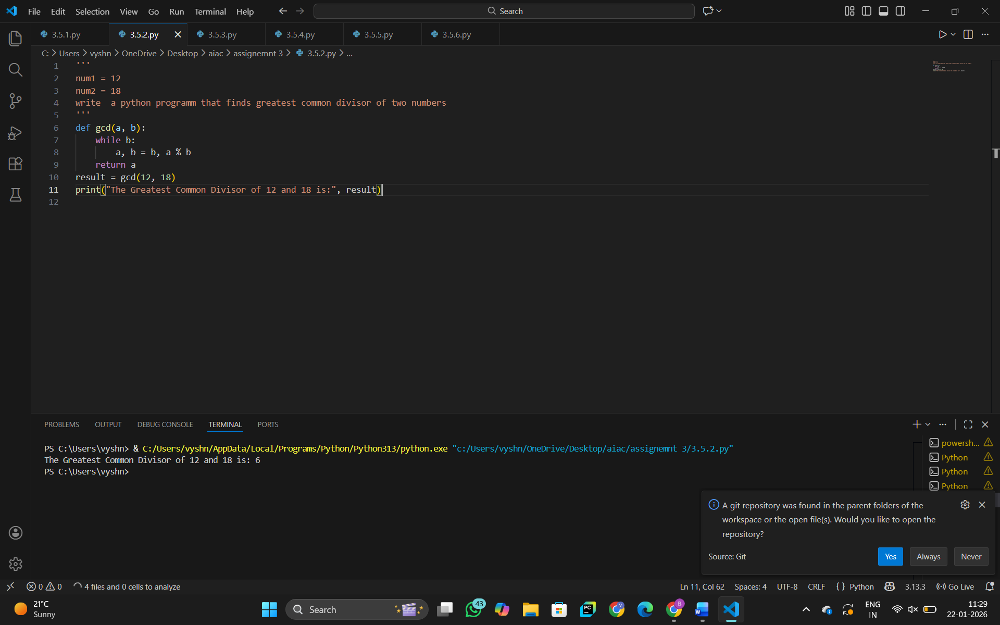 File Edit Selection View Go Run Terminal Help Search
3.5.1.py 3.5.2.py 3.5.3.py 3.5.4.py 3.5.5.py 3.5.6.py
C: > Users > vyshn > OneDrive > Desktop > aiac > assignemnt 3 > 3.5.2.py > ...
1 '''
2 num1 = 12
3 num2 = 18
4 write  a python programm that finds greatest common divisor of two numbers
5 '''
6 def gcd(a, b):
7     while b:
8         a, b = b, a % b
9     return a
10 result = gcd(12, 18)
11 print("The Greatest Common Divisor of 12 and 18 is:", result)
12
PROBLEMS OUTPUT DEBUG CONSOLE TERMINAL PORTS
PS C:\Users\vyshn> & C:/Users/vyshn/AppData/Local/Programs/Python/Python313/python.exe "c:/Users/vyshn/OneDrive/Desktop/aiac/assignemnt 3/3.5.2.py"
The Greatest Common Divisor of 12 and 18 is: 6
PS C:\Users\vyshn>
powersh...
Python
Python
Python
A git repository was found in the parent folders of the
workspace or the open file(s). Would you like to open the
repository?
Source: Git Yes Always Never
0 0 4 files and 0 cells to analyze Ln 11, Col 62 Spaces: 4 UTF-8 CRLF { } Python 3.13.3 Go Live
21°C
Sunny
Search
43
PC
V
B
W
ENG
IN
11:29
22-01-2026